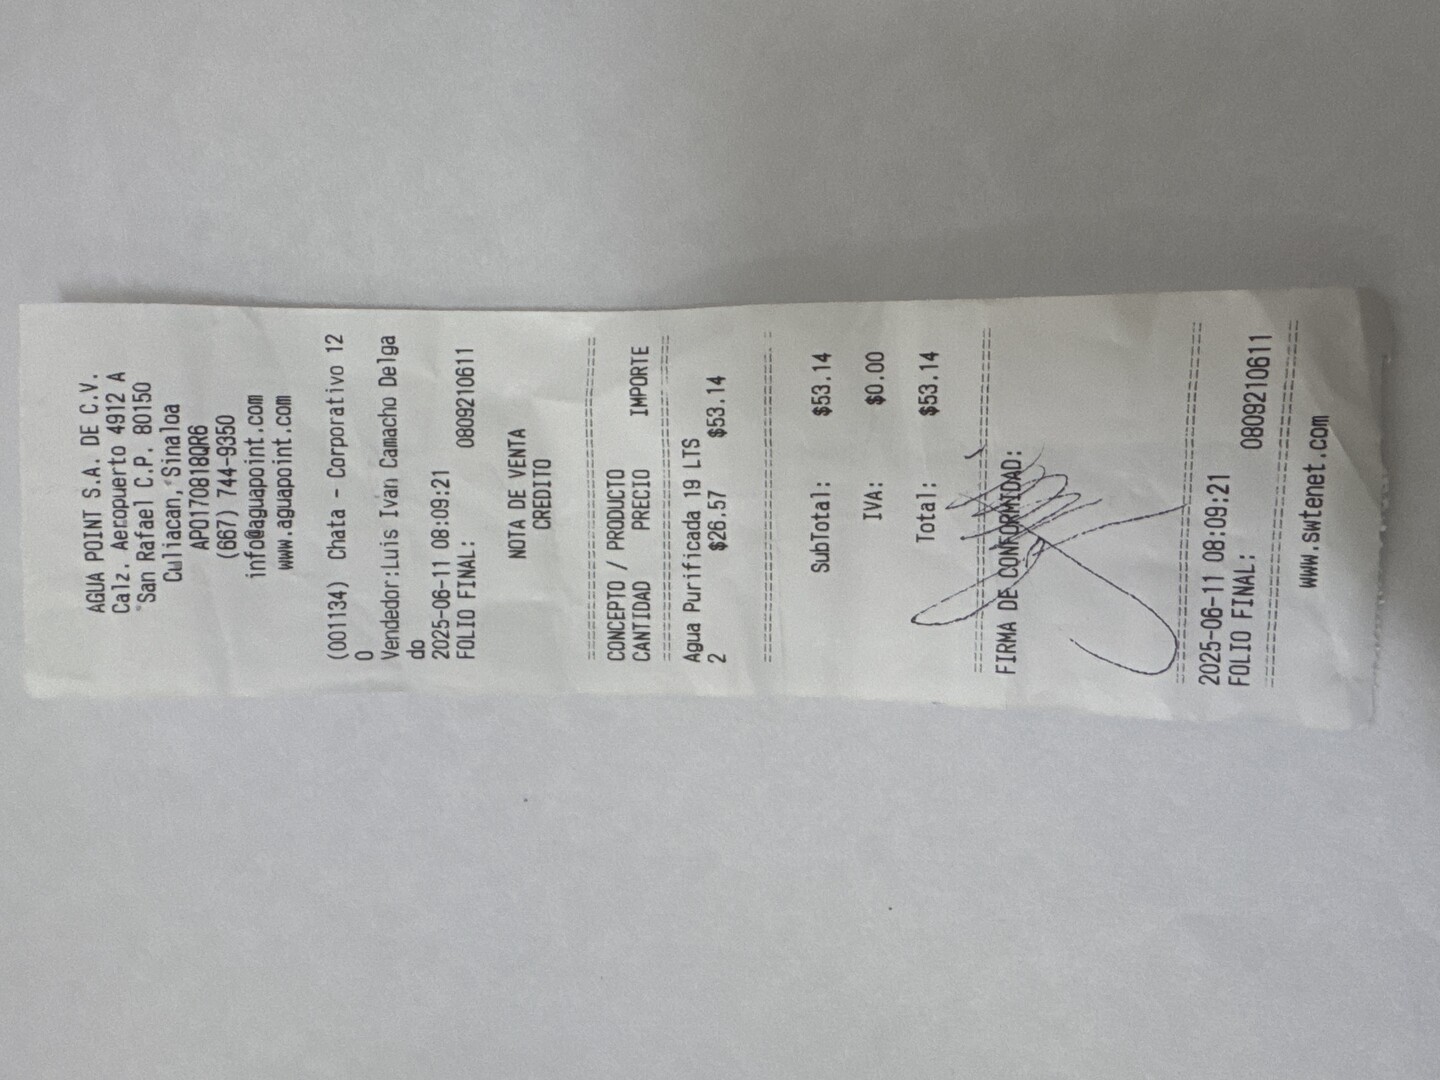 AGUA POINT S.A. DE C.V.
Calz. Aeropuerto 4912 A
San Rafael C.P. 80150
Culiacan, Sinaloa
APO170818QR6
(667) 744-9350
info@aguapoint.com
www.aguapoint.com
(001134) Chata - Corporativo 12
0
Vendedor:Luis Iván Camacho Delga
do
2025-06-11 08:09:21
FOLIO FINAL: 0809210611
NOTA DE VENTA
CREDITO
CONCEPTO / PRODUCTO
CANTIDAD PRECIO IMPORTE
Agua Purificada 19 LTS
2 $26.57 $53.14
SubTotal: $53.14
IVA: $0.00
Total: $53.14
FIRMA DE CONFORMIDAD:
2025-06-11 08:09:21
FOLIO FINAL: 0809210611
www.swtenet.com